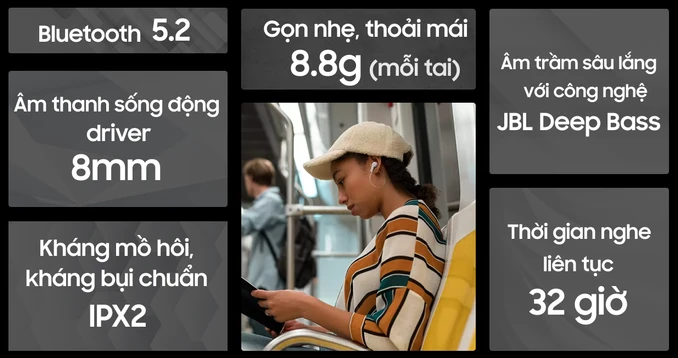 Bluetooth 5.2
Âm thanh sống động
driver
8mm
Kháng mồ hôi,
kháng bụi chuẩn
IPX2
Gọn nhẹ, thoải mái
8.8g (mỗi tai)
Âm trầm sâu lắng
với công nghệ
JBL Deep Bass
Thời gian nghe
liên tục
32 giờ